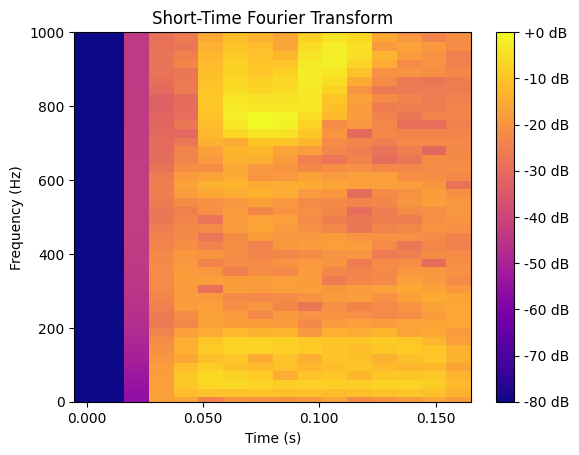 Short-Time Fourier Transform
1000
800
600
400
200
0
Frequency (Hz)
0.000
0.050
0.100
0.150
Time (s)
+0 dB
-10 dB
-20 dB
-30 dB
-40 dB
-50 dB
-60 dB
-70 dB
-80 dB